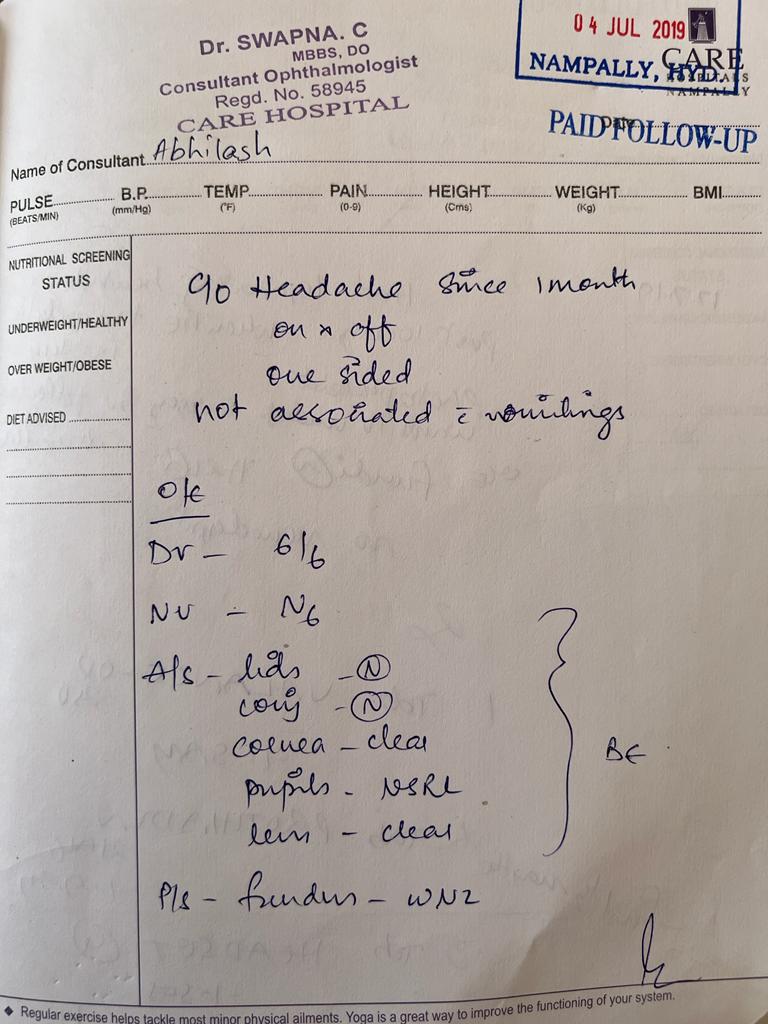 Dr. SWAPNA. C
MBBS, DO
Consultant Ophthalmologist
Regd. No. 58945
CARE HOSPITAL
04 JUL 2019
NAMPALLY, HYD.
CARE
HOSPITALS
NAMPALLY
Date
PAID FOLLOW-UP
Name of Consultant Abhilash
PULSE B.P. TEMP. PAIN HEIGHT WEIGHT BMI
(BEATS/MIN) (mm/Hg) (°F) (0-9) (Cms) (Kg)
NUTRITIONAL SCREENING
STATUS
UNDERWEIGHT/HEALTHY
OVER WEIGHT/OBESE
DIET ADVISED
C/o Headache since 1 month
on & off
one sided
not associated c vomitings
O/E
DV - 6/6
NV - N6
A/s - lids - N
conj - N
cornea - clear
pupils - NSRL
lens - clear
BE
P/s - fundus - WNL
◆ Regular exercise helps tackle most minor physical ailments. Yoga is a great way to improve the functioning of your system.